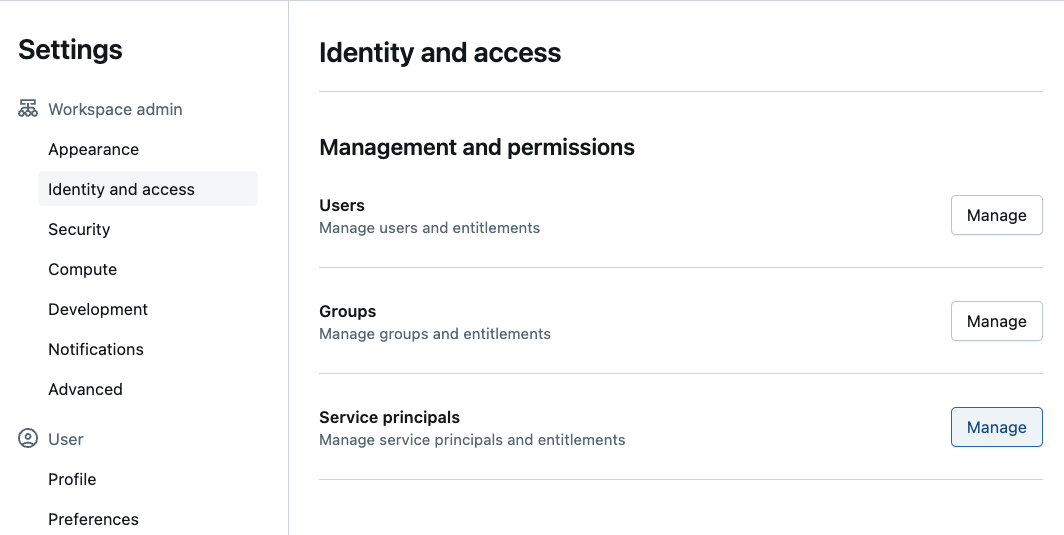 Settings
Workspace admin
Appearance
Identity and access
Security
Compute
Development
Notifications
Advanced
User
Profile
Preferences
Identity and access
Management and permissions
Users
Manage users and entitlements
Manage
Groups
Manage groups and entitlements
Manage
Service principals
Manage service principals and entitlements
Manage